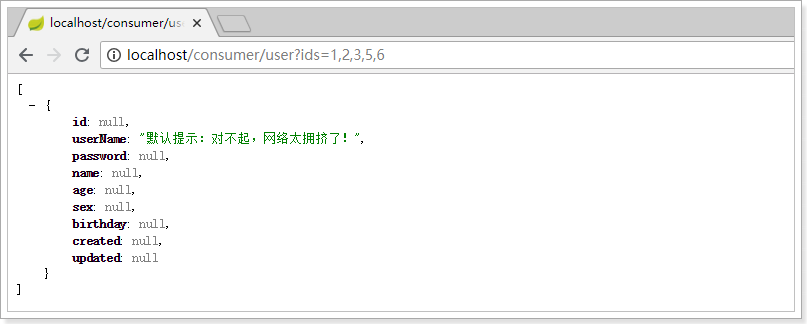 localhost/consumer/use
localhost/consumer/user?ids=1,2,3,5,6
[
- {
id: null,
userName: "默认提示：对不起，网络太拥挤了！",
password: null,
name: null,
age: null,
sex: null,
birthday: null,
created: null,
updated: null
}
]